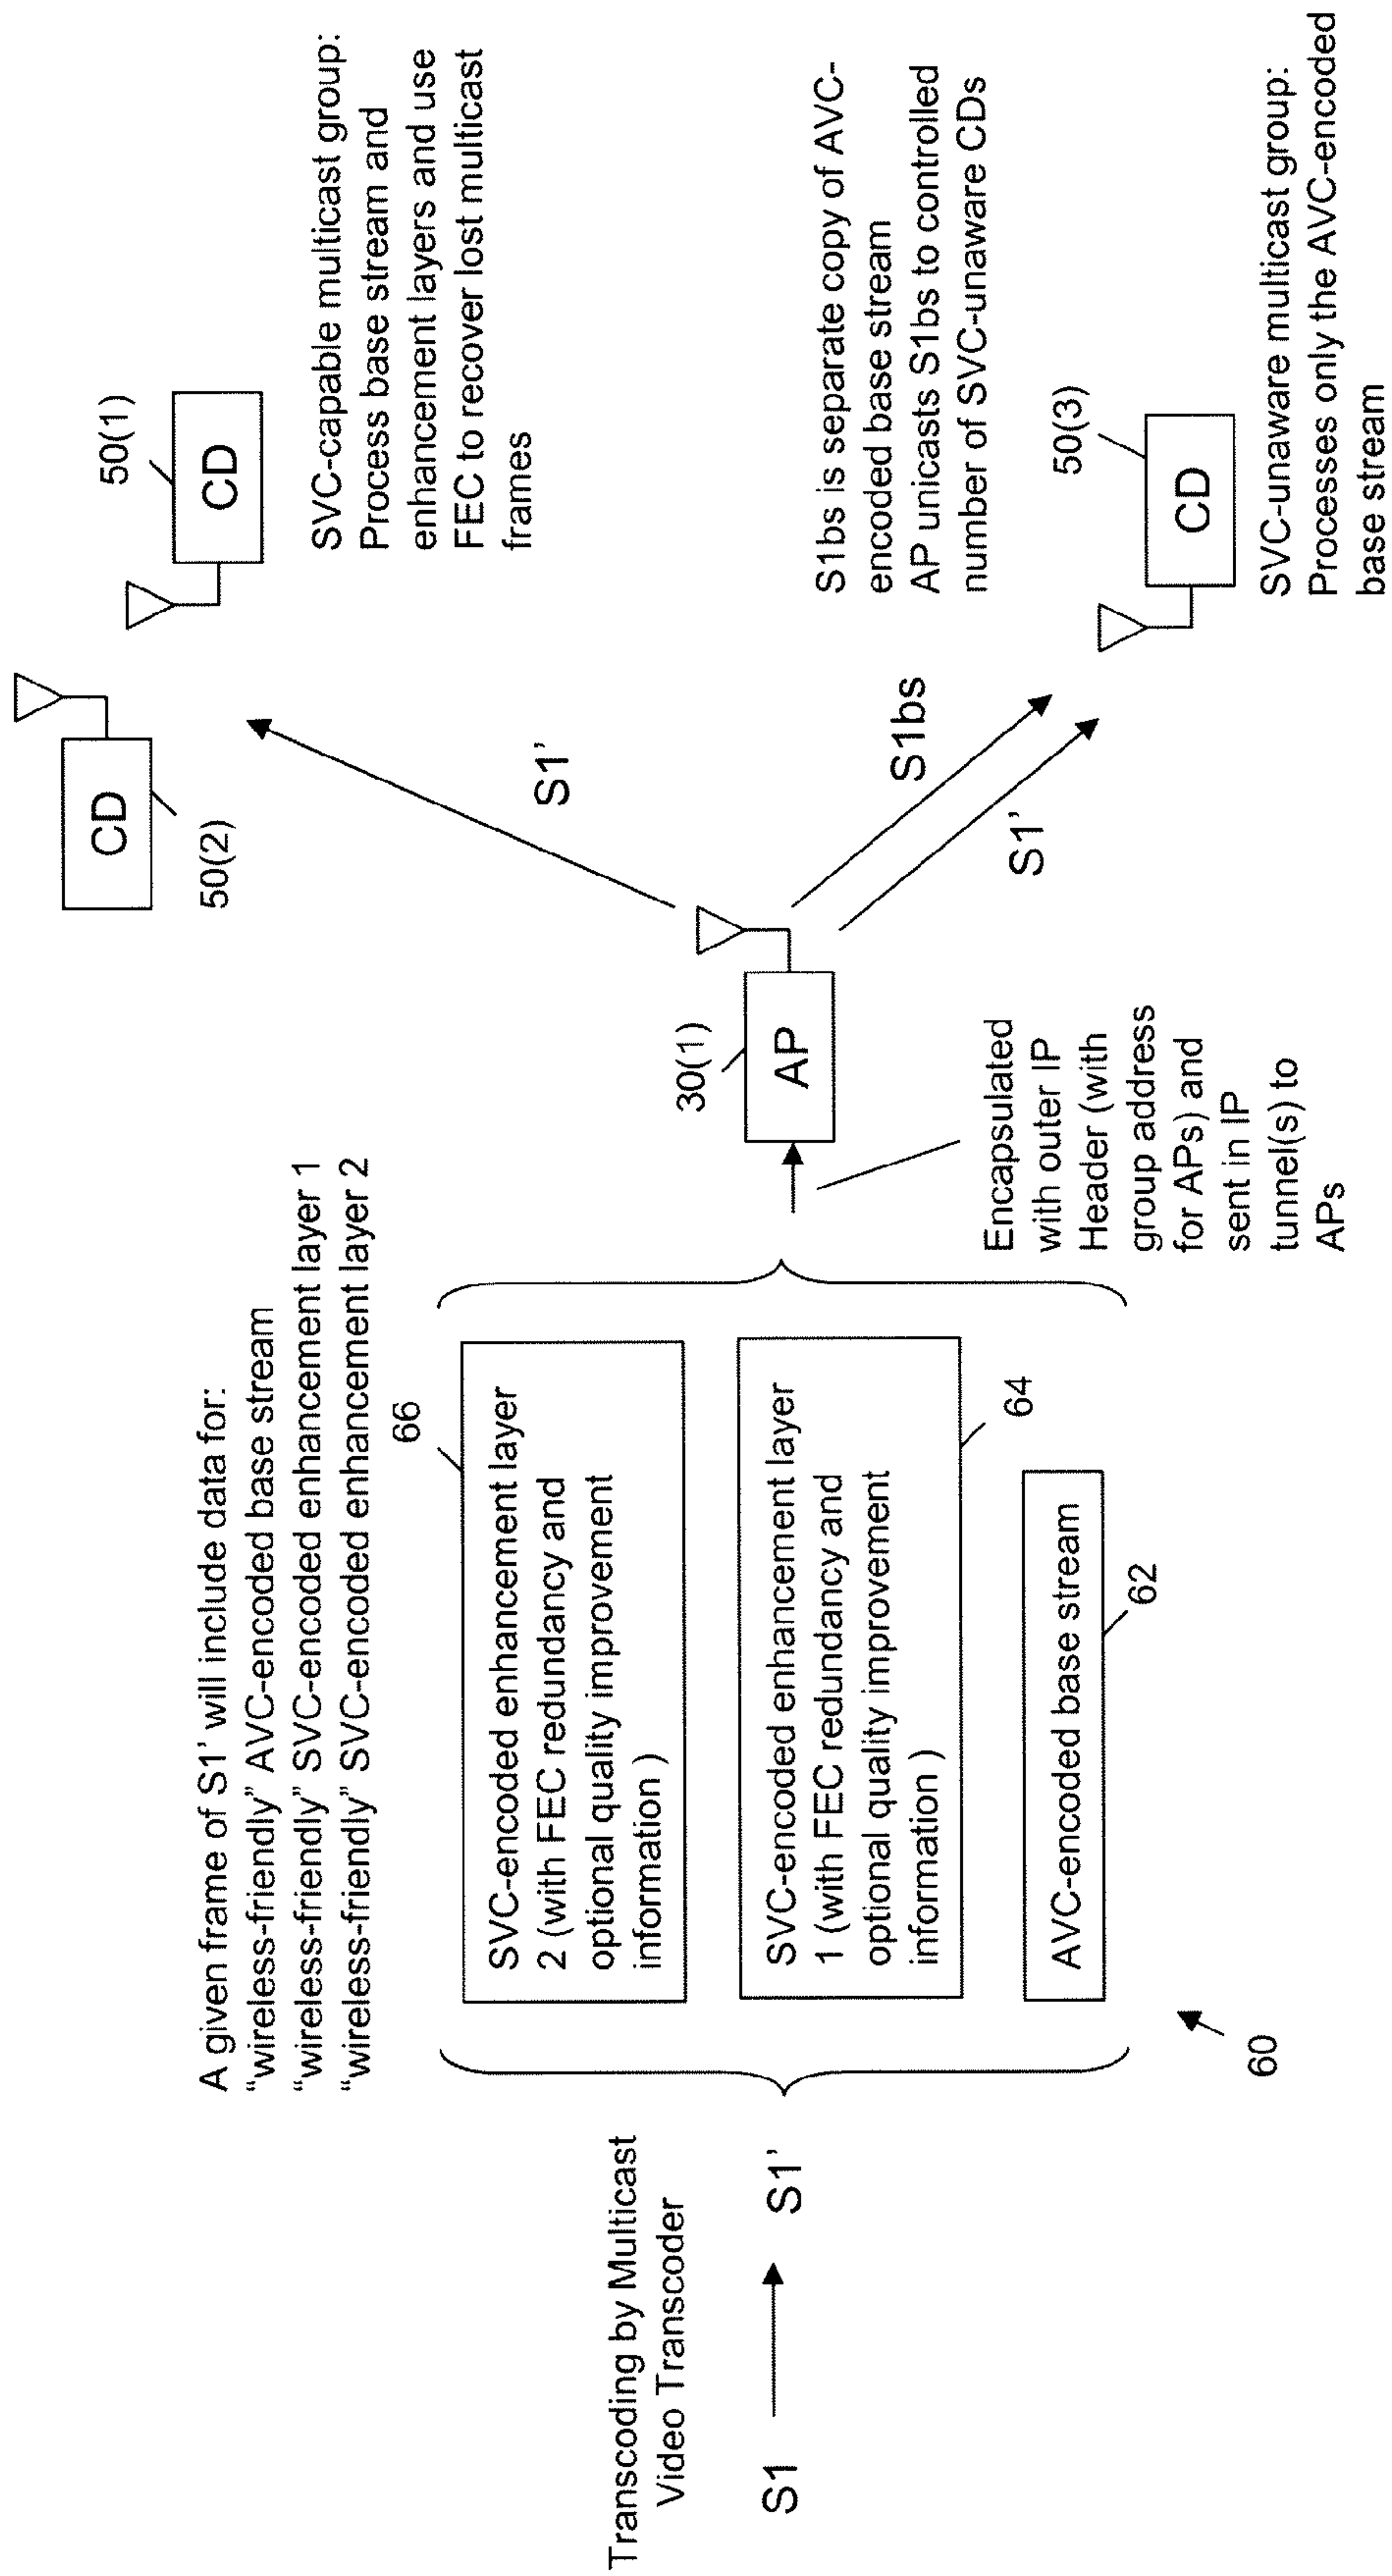 Transcoding by Multicast
Video Transcoder
S1
S1’
A given frame of S1’ will include data for:
“wireless-friendly” AVC-encoded base stream
“wireless-friendly” SVC-encoded enhancement layer 1
“wireless-friendly” SVC-encoded enhancement layer 2
66
SVC-encoded enhancement layer
2 (with FEC redundancy and
optional quality improvement
information )
SVC-encoded enhancement layer
1 (with FEC redundancy and
optional quality improvement
information )
64
AVC-encoded base stream
62
60
Encapsulated
with outer IP
Header (with
group address
for APs) and
sent in IP
tunnel(s) to
APs
30(1)
AP
S1’
S1bs
S1’
CD
50(2)
50(1)
CD
SVC-capable multicast group:
Process base stream and
enhancement layers and use
FEC to recover lost multicast
frames
S1bs is separate copy of AVC-
encoded base stream
AP unicasts S1bs to controlled
number of SVC-unaware CDs
50(3)
CD
SVC-unaware multicast group:
Processes only the AVC-encoded
base stream